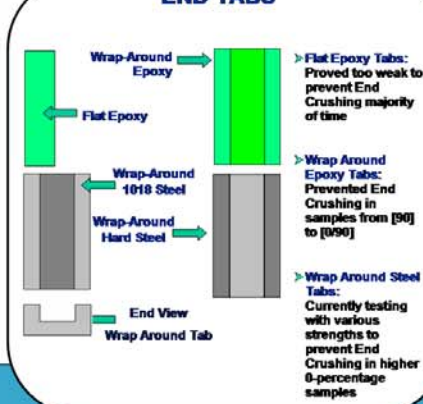 END TABS
Wrap-Around
Epoxy
Flat Epoxy
Wrap-Around
1018 Steel
Wrap-Around
Hard Steel
End View
Wrap Around Tab
➢Flat Epoxy Tabs:
Proved too weak to
prevent End
Crushing majority
of time
➢Wrap Around
Epoxy Tabs:
Prevented End
Crushing in
samples from [90]
to [0/90]
➢Wrap Around Steel
Tabs:
Currently testing
with various
strengths to
prevent End
Crushing in higher
0-percentage
samples